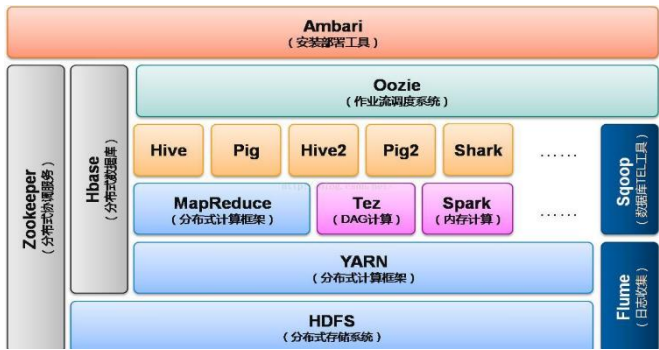 Ambari
（安装部署工具）
Oozie
（作业流调度系统）
Zookeeper
（分布式协调服务）
Hbase
（分布式数据库）
Hive
Pig
Hive2
Pig2
Shark
……
Sqoop
（数据库TEL工具）
MapReduce
（分布式计算框架）
Tez
（DAG计算）
Spark
（内存计算）
……
YARN
（分布式计算框架）
Flume
（日志收集）
HDFS
（分布式存储系统）